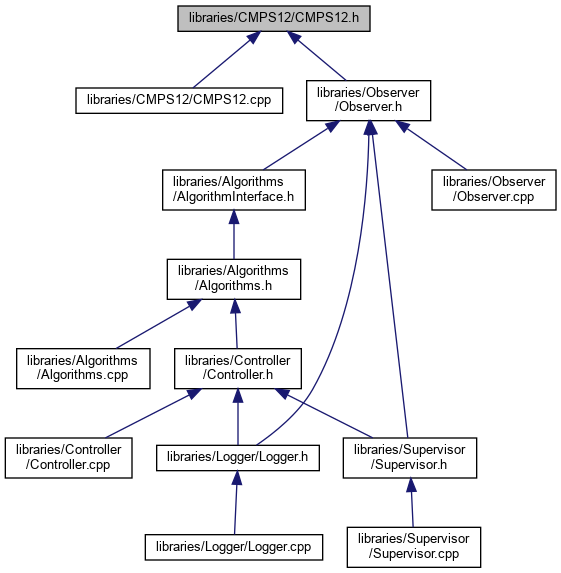 libraries/CMPS12/CMPS12.h
libraries/CMPS12/CMPS12.cpp
libraries/Observer
/Observer.h
libraries/Algorithms
/AlgorithmInterface.h
libraries/Observer
/Observer.cpp
libraries/Algorithms
/Algorithms.h
libraries/Algorithms
/Algorithms.cpp
libraries/Controller
/Controller.h
libraries/Controller
/Controller.cpp
libraries/Logger/Logger.h
libraries/Supervisor
/Supervisor.h
libraries/Logger/Logger.cpp
libraries/Supervisor
/Supervisor.cpp